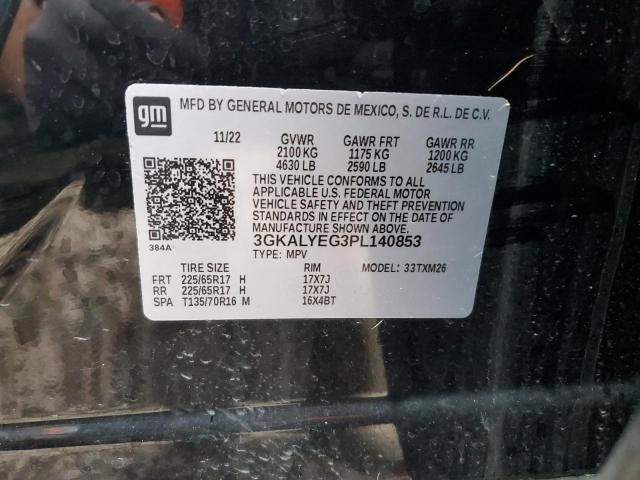 gm
MFD BY GENERAL MOTORS DE MEXICO, S. DE R.L. DE C.V.
11/22 GVWR GAWR FRT GAWR RR
2100 KG 1175 KG 1200 KG
4630 LB 2590 LB 2645 LB
THIS VEHICLE CONFORMS TO ALL
APPLICABLE U.S. FEDERAL MOTOR
VEHICLE SAFETY AND THEFT PREVENTION
STANDARDS IN EFFECT ON THE DATE OF
MANUFACTURE SHOWN ABOVE.
384A 3GKALYEG3PL140853
TYPE: MPV
TIRE SIZE RIM MODEL: 33TXM26
FRT 225/65R17 H 17X7J
RR 225/65R17 H 17X7J
SPA T135/70R16 M 16X4BT